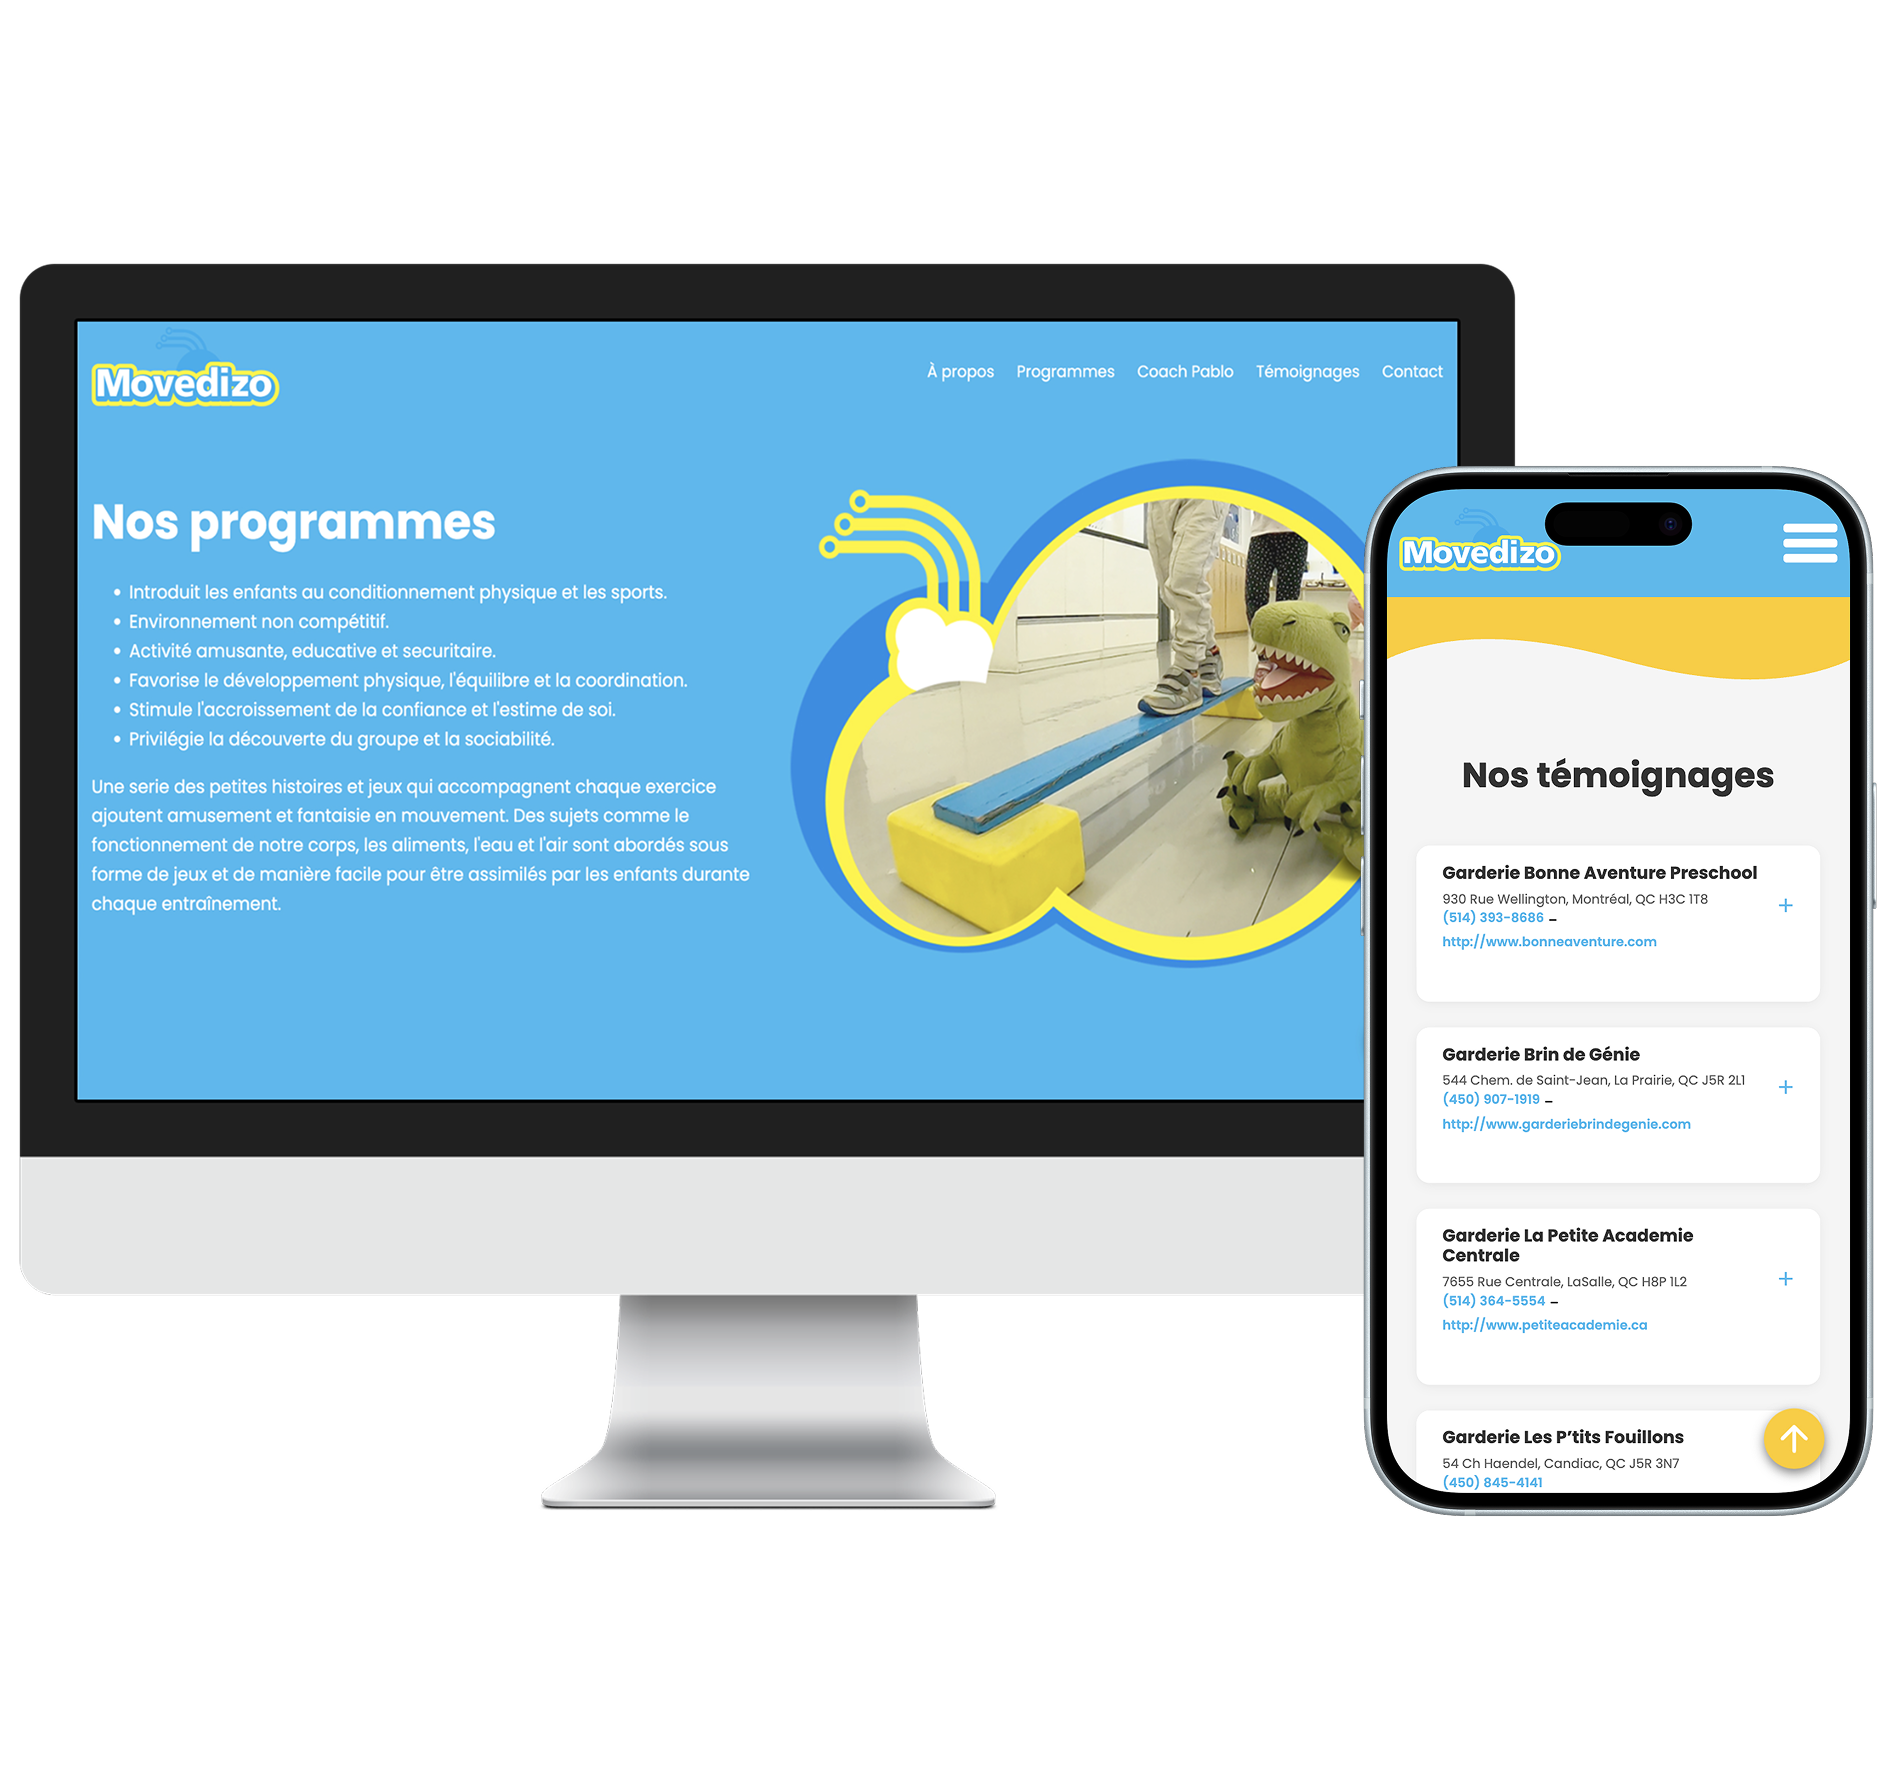 Movedizo
À propos Programmes Coach Pablo Témoignages Contact
Nos programmes
• Introduit les enfants au conditionnement physique et les sports.
• Environnement non compétitif.
• Activité amusante, educative et securitaire.
• Favorise le développement physique, l'équilibre et la coordination.
• Stimule l'accroissement de la confiance et l'estime de soi.
• Privilégie la découverte du groupe et la sociabilité.
Une serie des petites histoires et jeux qui accompagnent chaque exercice
ajoutent amusement et fantaisie en mouvement. Des sujets comme le
fonctionnement de notre corps, les aliments, l'eau et l'air sont abordés sous
forme de jeux et de manière facile pour être assimilés par les enfants durante
chaque entraînement.
Movedizo
Nos témoignages
Garderie Bonne Aventure Preschool
930 Rue Wellington, Montréal, QC H3C 1T8
(514) 393-8686 –
http://www.bonneaventure.com
+
Garderie Brin de Génie
544 Chem. de Saint-Jean, La Prairie, QC J5R 2L1
(450) 907-1919 –
http://www.garderiebrindegenie.com
+
Garderie La Petite Academie
Centrale
7655 Rue Centrale, LaSalle, QC H8P 1L2
(514) 364-5554 –
http://www.petiteacademie.ca
+
Garderie Les P'tits Fouillons
54 Ch Haendel, Candiac, QC J5R 3N7
(450) 845-4141